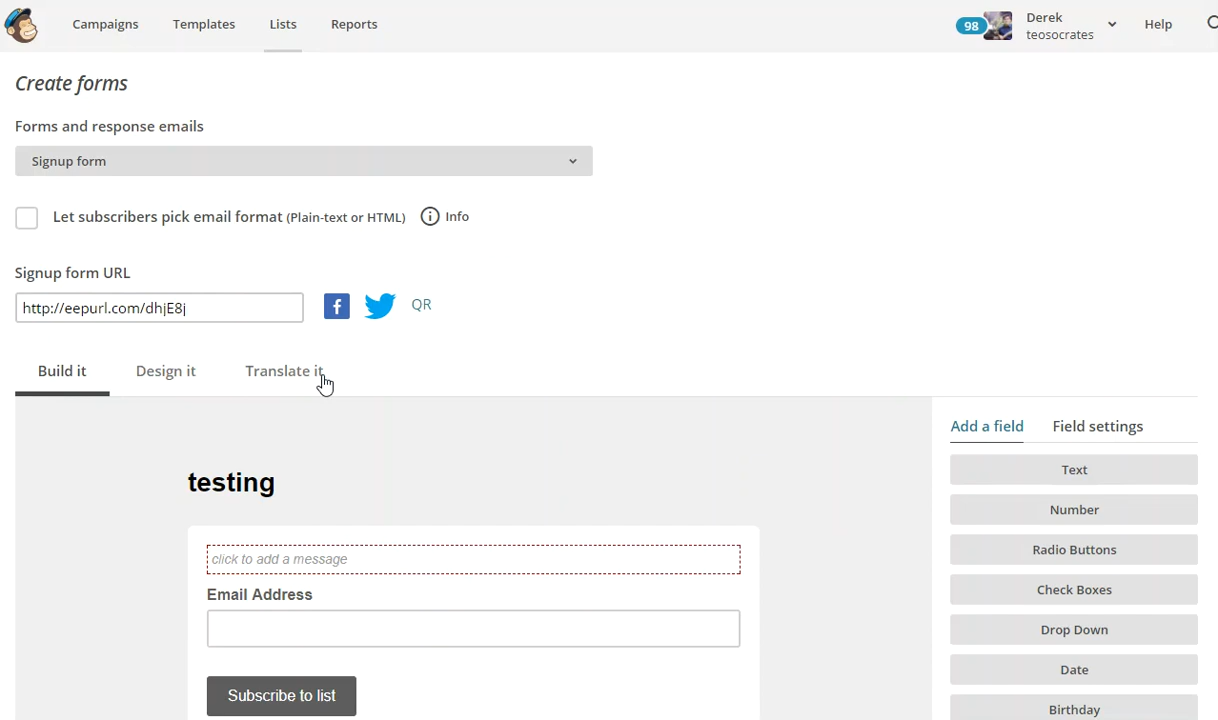 Campaigns Templates Lists Reports 98 Derek Help
teosocrates
Create forms
Forms and response emails
Signup form
Let subscribers pick email format (Plain-text or HTML) Info
Signup form URL
http://eepurl.com/dhjE8j QR
Build it Design it Translate it
Add a field Field settings
Text
testing
Number
Radio Buttons
click to add a message
Email Address
Check Boxes
Drop Down
Date
Subscribe to list
Birthday